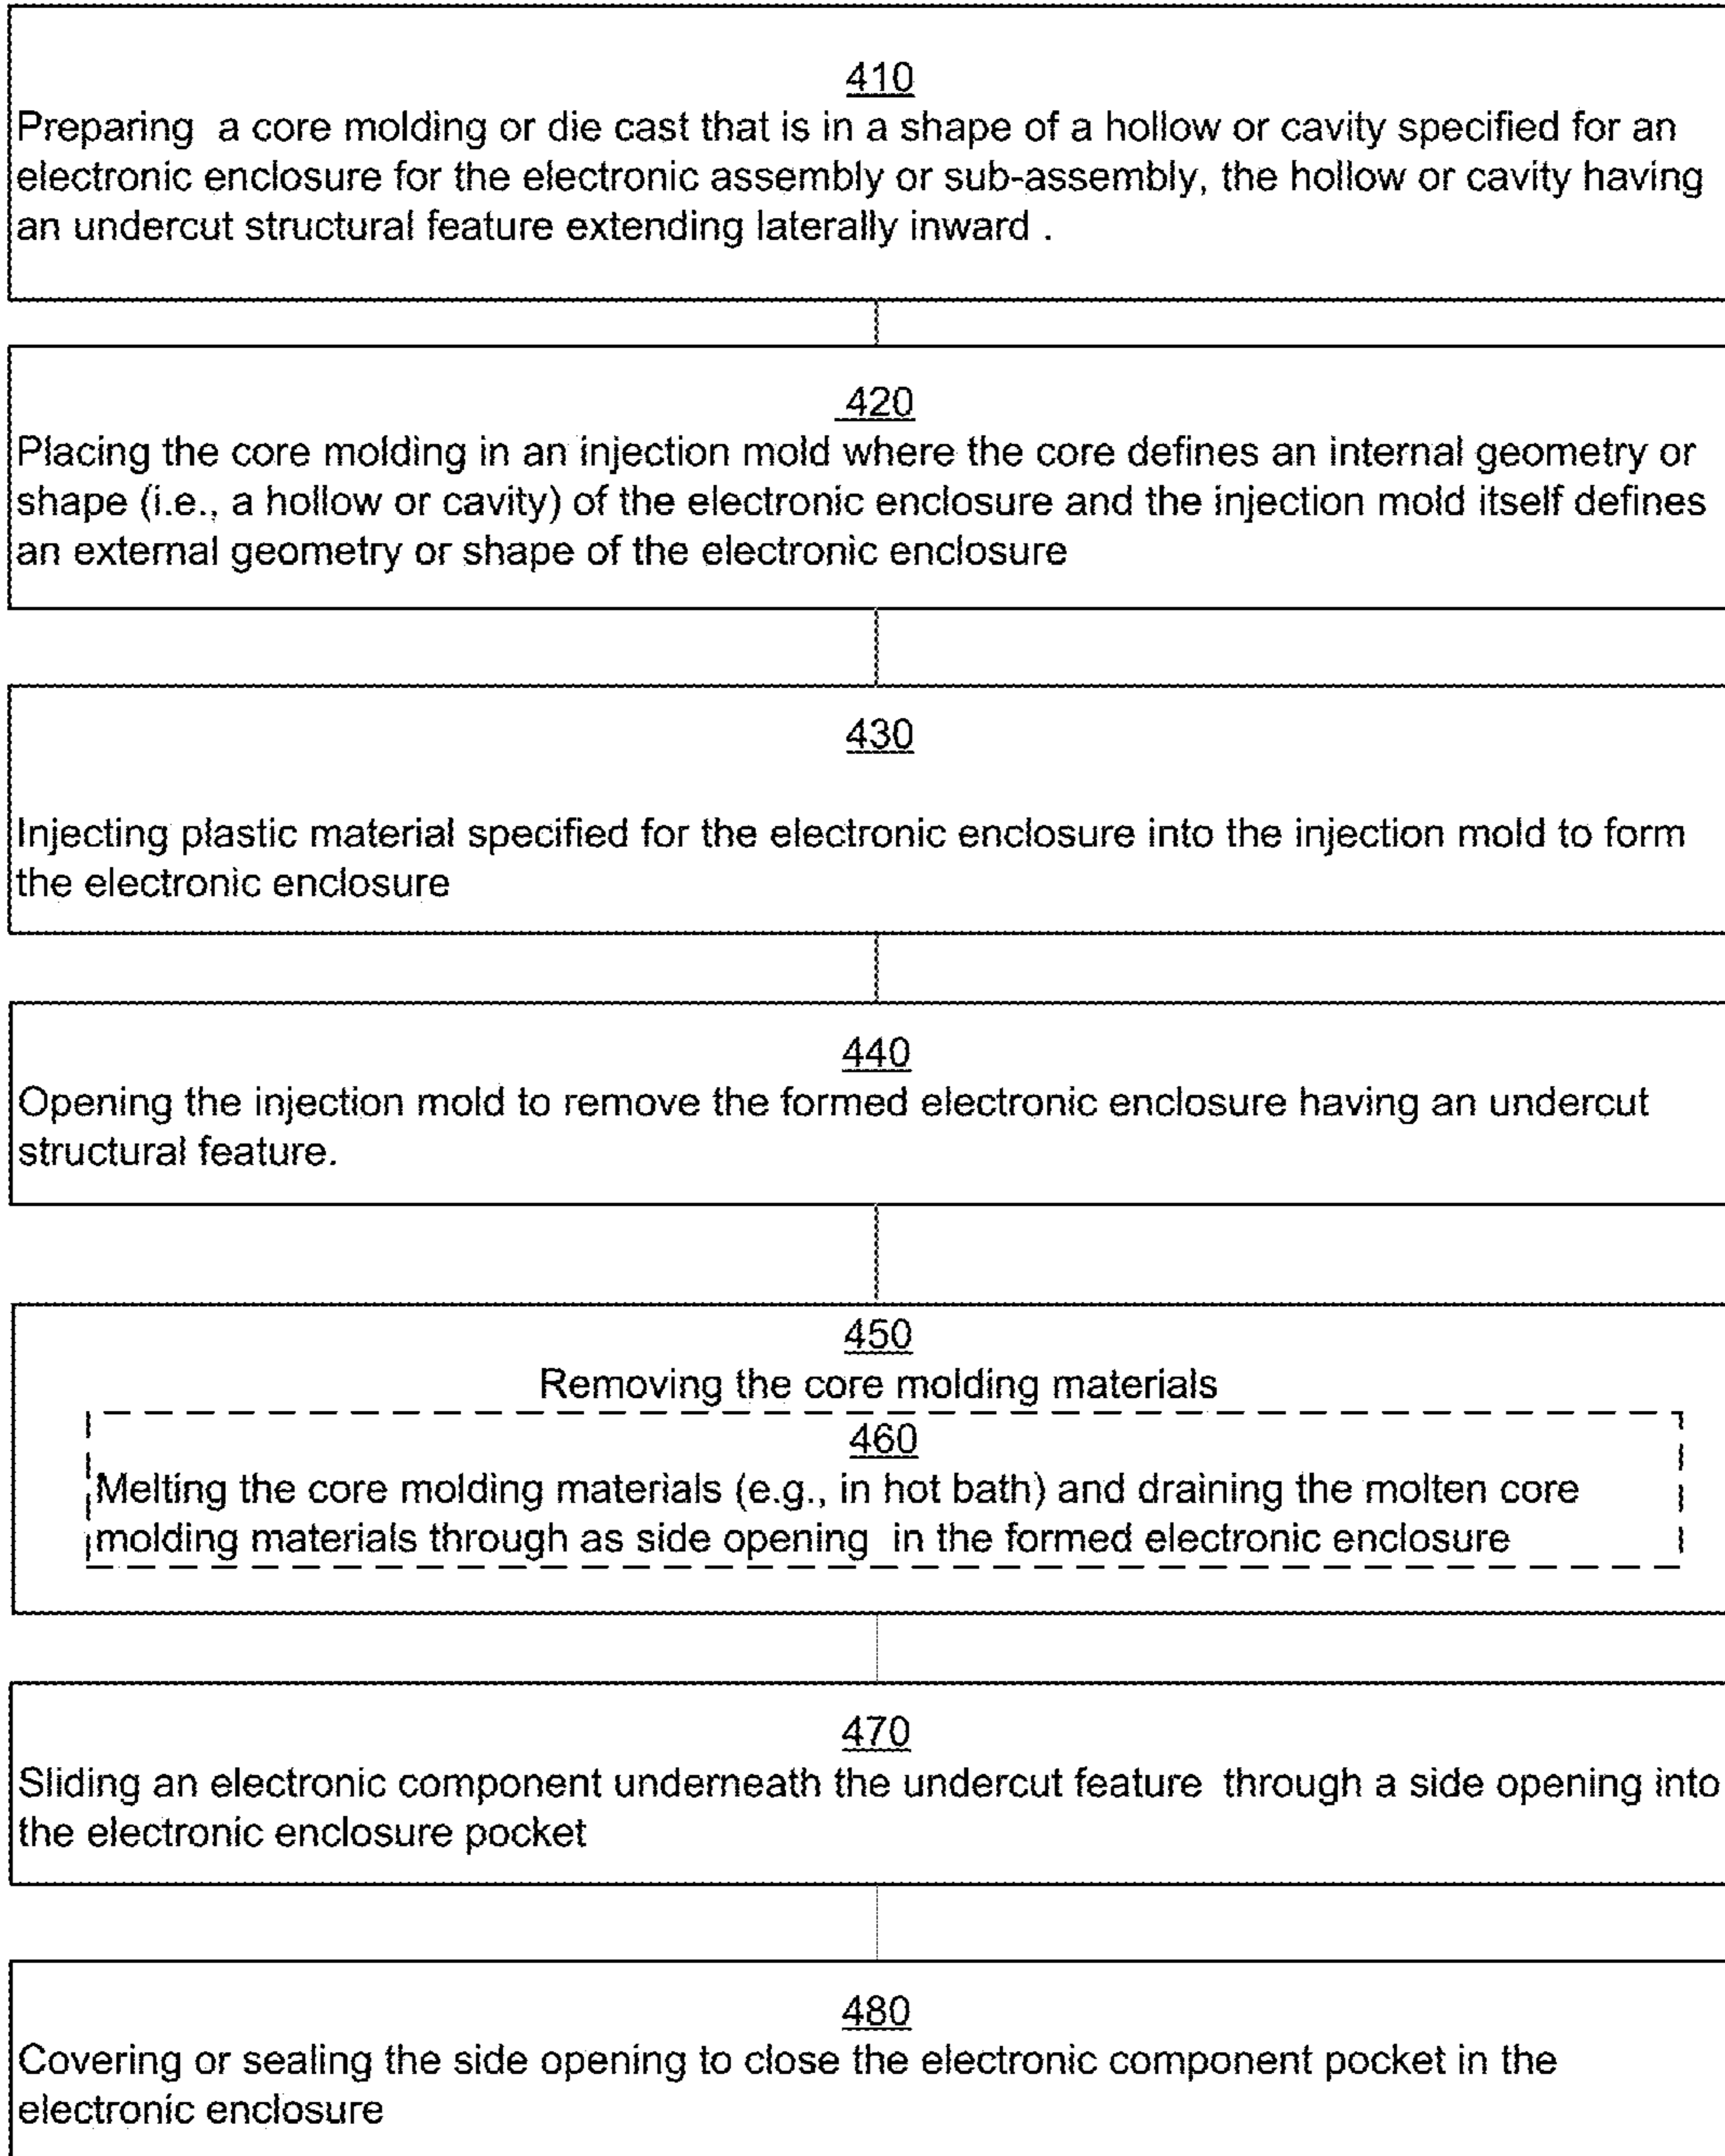 410
Preparing a core molding or die cast that is in a shape of a hollow or cavity specified for an
electronic enclosure for the electronic assembly or sub-assembly, the hollow or cavity having
an undercut structural feature extending laterally inward .
420
Placing the core molding in an injection mold where the core defines an internal geometry or
shape (i.e., a hollow or cavity) of the electronic enclosure and the injection mold itself defines
an external geometry or shape of the electronic enclosure
430
Injecting plastic material specified for the electronic enclosure into the injection mold to form
the electronic enclosure
440
Opening the injection mold to remove the formed electronic enclosure having an undercut
structural feature.
450
Removing the core molding materials
460
Melting the core molding materials (e.g., in hot bath) and draining the molten core
molding materials through as side opening in the formed electronic enclosure
470
Sliding an electronic component underneath the undercut feature through a side opening into
the electronic enclosure pocket
480
Covering or sealing the side opening to close the electronic component pocket in the
electronic enclosure